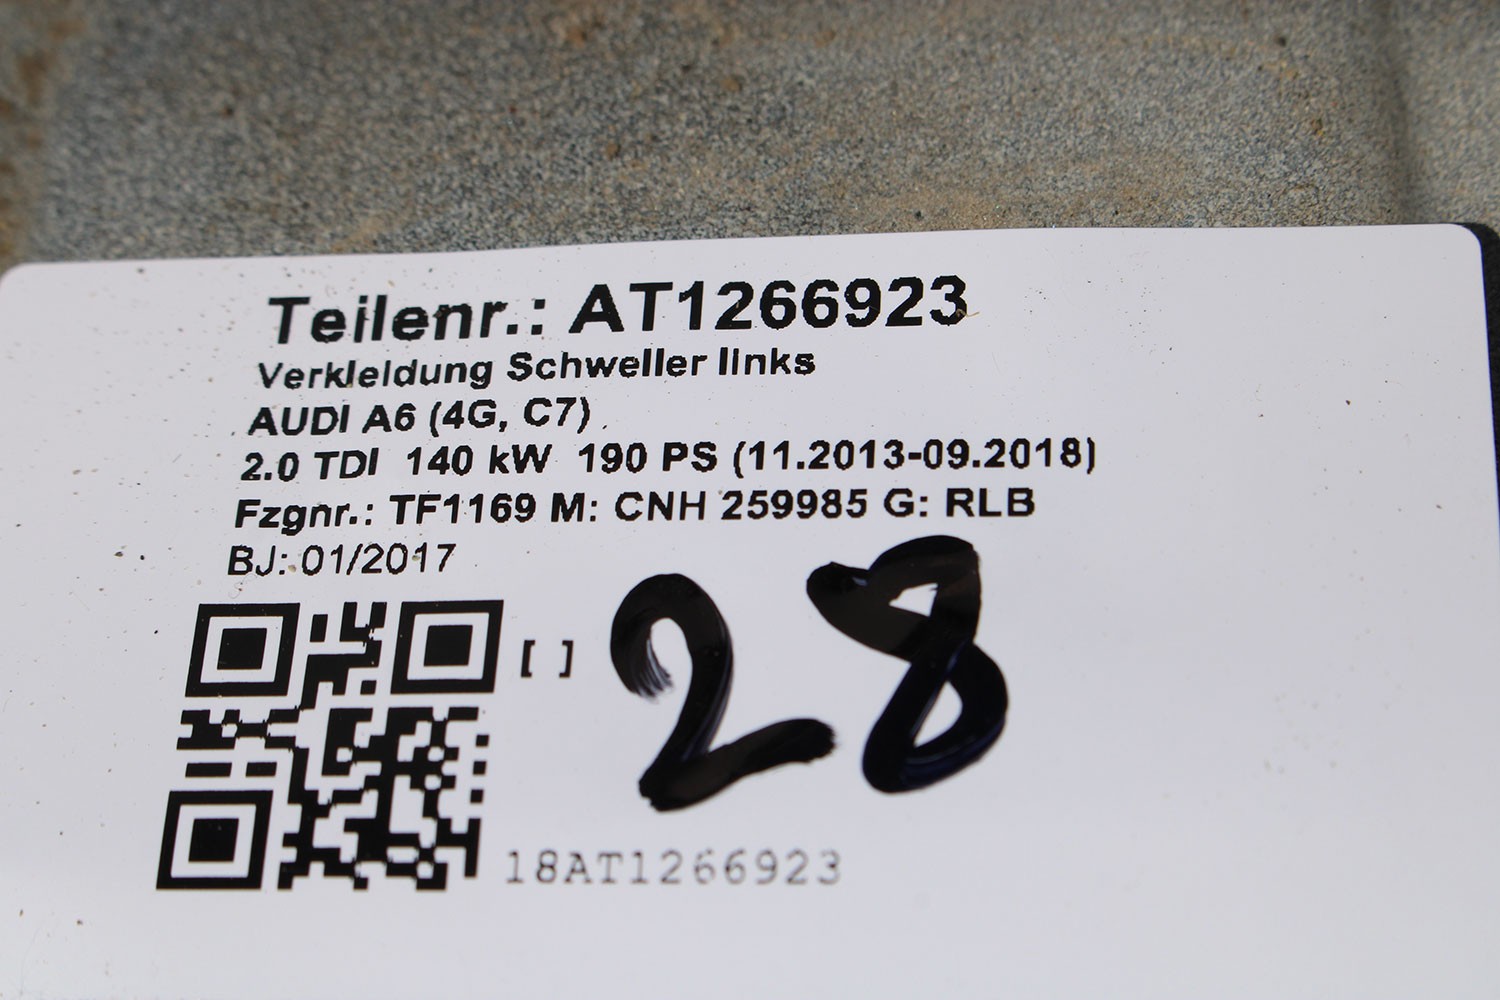 Teilenr.: AT1266923
Verkleidung Schweller links
AUDI A6 (4G, C7)
2.0 TDI 140 kW 190 PS (11.2013-09.2018)
Fzgnr.: TF1169 M: CNH 259985 G: RLB
BJ: 01/2017
[ ]
28
18AT1266923